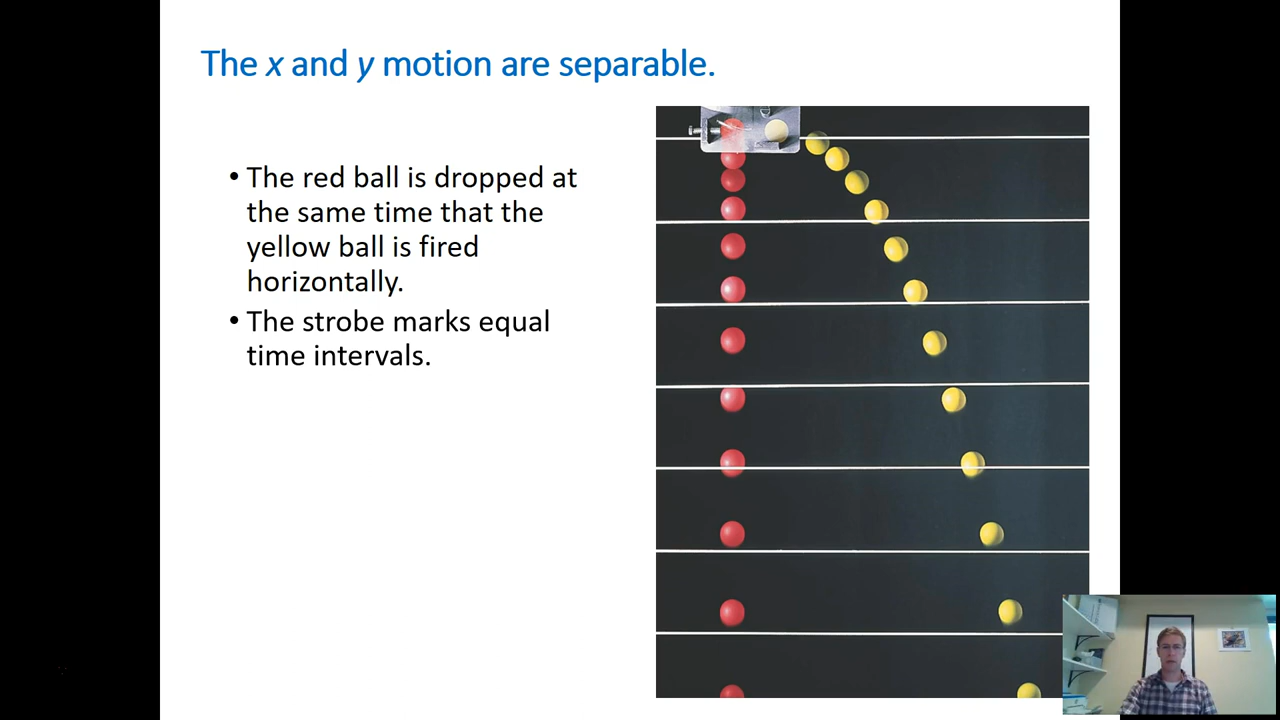 The x and y motion are separable.
• The red ball is dropped at
the same time that the
yellow ball is fired
horizontally.
• The strobe marks equal
time intervals.